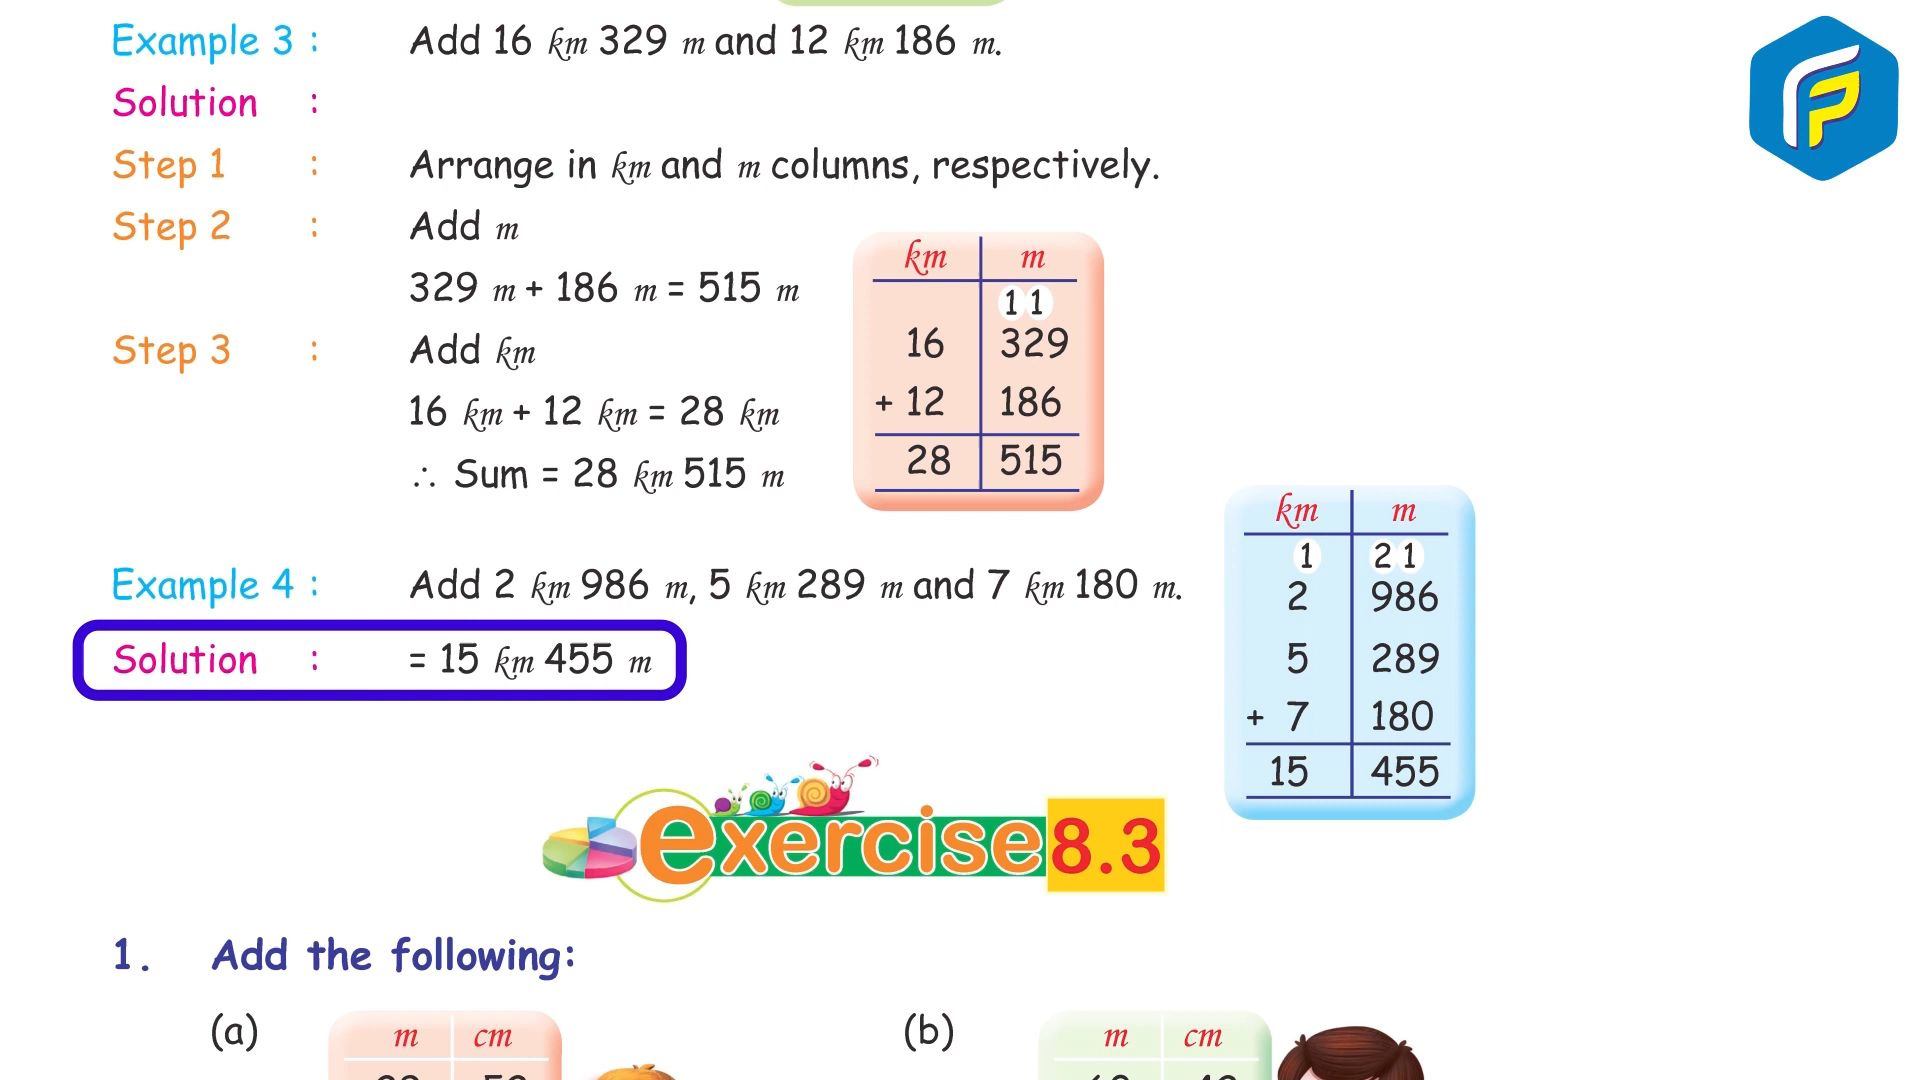 Example 3 : Add 16 km 329 m and 12 km 186 m.
Solution :
Step 1 : Arrange in km and m columns, respectively.
Step 2 : Add m
329 m + 186 m = 515 m
Step 3 : Add km
16 km + 12 km = 28 km
∴ Sum = 28 km 515 m
km m
1 1
16 329
+ 12 186
28 515
Example 4 : Add 2 km 986 m, 5 km 289 m and 7 km 180 m.
Solution : = 15 km 455 m
km m
1 2 1
2 986
5 289
+ 7 180
15 455
exercise 8.3
1. Add the following:
(a)
m cm
(b)
m cm